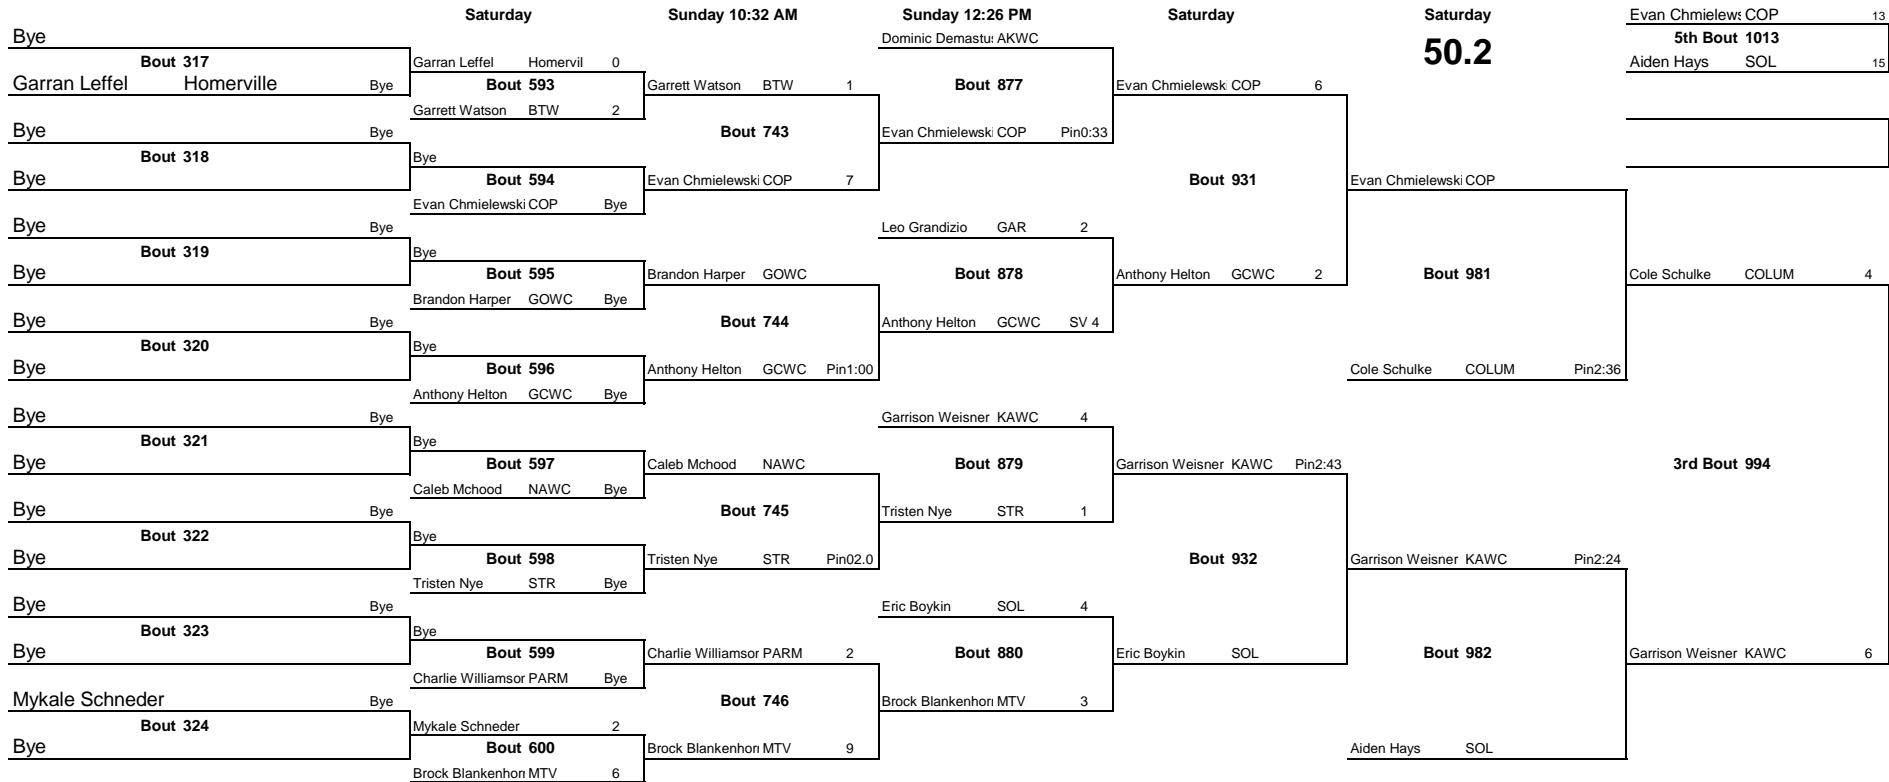 Saturday Sunday 10:32 AM Sunday 12:26 PM Saturday Saturday Evan Chmielews COP 13
Bye Dominic Demastu AKWC 5th Bout 1013
Bout 317 Garran Leffel Homervil 0 50.2 Aiden Hays SOL 15
Garran Leffel Homerville Bye Bout 593 Garrett Watson BTW 1 Bout 877 Evan Chmielewski COP 6
Garrett Watson BTW 2
Bye Bye Bout 743 Evan Chmielewski COP Pin0:33
Bout 318 Bye
Bye Bout 594 Evan Chmielewski COP 7 Bout 931 Evan Chmielewski COP
Evan Chmielewski COP Bye
Bye Bye Leo Grandizio GAR 2
Bout 319 Bye
Bye Bout 595 Brandon Harper GOWC Bout 878 Anthony Helton GCWC 2 Bout 981 Cole Schulke COLUM 4
Brandon Harper GOWC Bye
Bye Bye Bout 744 Anthony Helton GCWC SV 4
Bout 320 Bye
Bye Bout 596 Anthony Helton GCWC Pin1:00 Cole Schulke COLUM Pin2:36
Anthony Helton GCWC Bye
Bye Bye Garrison Weisner KAWC 4
Bout 321 Bye
Bye Bout 597 Caleb Mchood NAWC Bout 879 Garrison Weisner KAWC Pin2:43 3rd Bout 994
Caleb Mchood NAWC Bye
Bye Bye Bout 745 Tristen Nye STR 1
Bout 322 Bye
Bye Bout 598 Tristen Nye STR Pin02.0 Bout 932 Garrison Weisner KAWC Pin2:24
Tristen Nye STR Bye
Bye Bye Eric Boykin SOL 4
Bout 323 Bye
Bye Bout 599 Charlie Williamsor PARM 2 Bout 880 Eric Boykin SOL Bout 982 Garrison Weisner KAWC 6
Charlie Williamsor PARM Bye
Mykale Schneder Bye Bout 746 Brock Blankenhorı MTV 3
Bout 324 Mykale Schneder 2
Bye Bout 600 Brock Blankenhorı MTV 9 Aiden Hays SOL
Brock Blankenhorı MTV 6